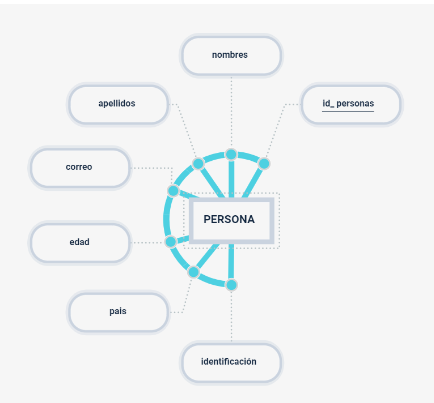 nombres
apellidos
id_ personas
correo
PERSONA
edad
pais
identificación